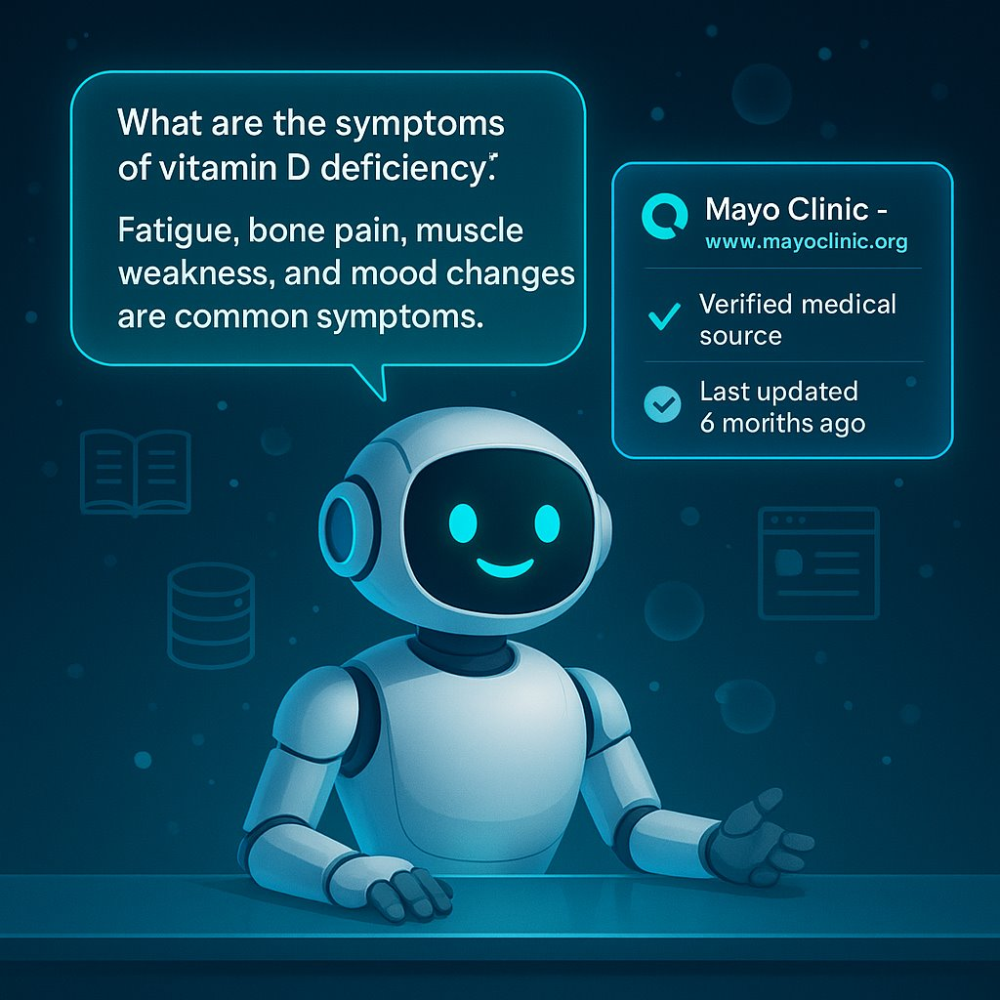 What are the symptoms
of vitamin D deficiency?
Fatigue, bone pain, muscle
weakness, and mood changes
are common symptoms.
Mayo Clinic -
www.mayoclinic.org
Verified medical
source
Last updated
6 moriths ago